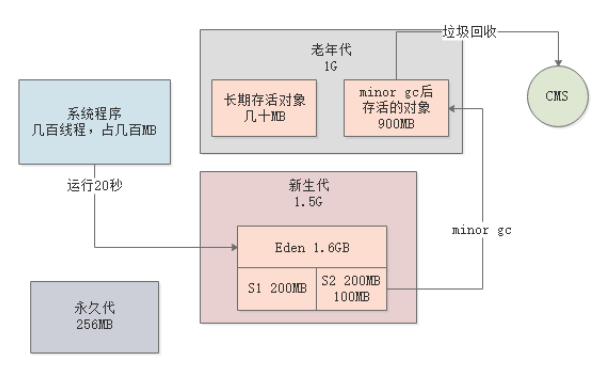 垃圾回收
老年代
1G
长期存活对象
几十MB
minor gc后
存活的对象
900MB
CMS
系统程序
几百线程，占几百MB
运行20秒
新生代
1.5G
Eden 1.6GB
S1 200MB
S2 200MB
100MB
minor gc
永久代
256MB